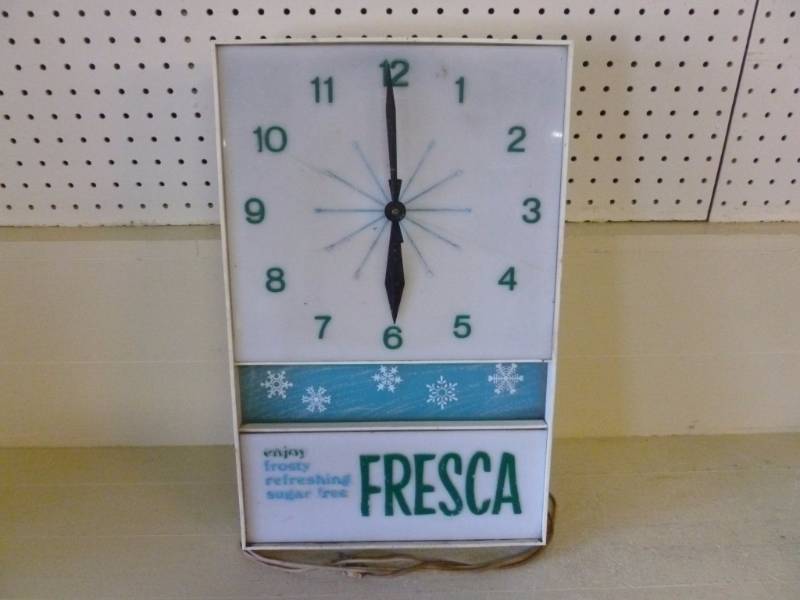 12
11 1
10 2
9 3
8 4
7 5
6
enjoy
frosty
refreshing
sugar free
FRESCA